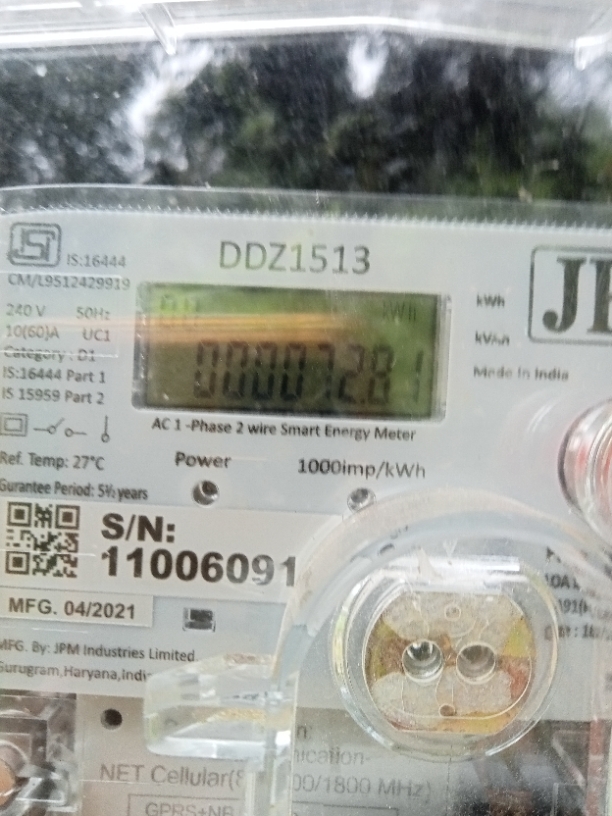 IS:16444
CM/L9512429919
DDZ1513
240 V 50Hz
10(60)A UC1
Category : D1
IS:16444 Part 1
IS 15959 Part 2
kWh
kWh
kVAh
Made in India
AC 1 -Phase 2 wire Smart Energy Meter
Ref. Temp: 27°C
Power
1000imp/kWh
Gurantee Period: 5½ years
S/N:
11006091
MFG. 04/2021
MFG. By: JPM Industries Limited
Gurugram,Haryana,India
NET Cellular(
00/1800 MHz)